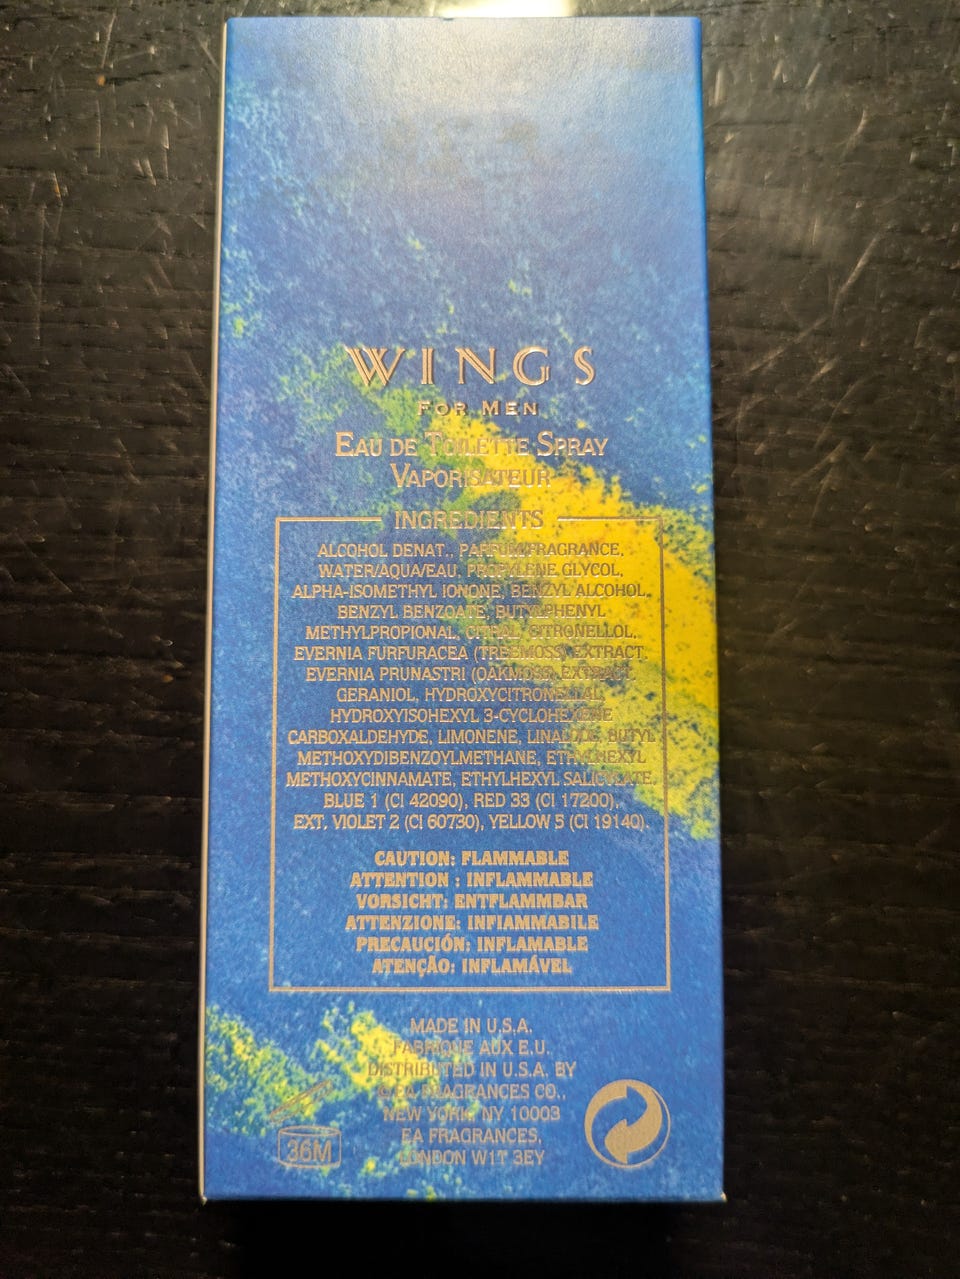 WINGS
FOR MEN
EAU DE TOILETTE SPRAY
VAPORISATEUR
INGREDIENTS
ALCOHOL DENAT., PARFUM/FRAGRANCE,
WATER/AQUA/EAU, PROPYLENE GLYCOL,
ALPHA-ISOMETHYL IONONE, BENZYL ALCOHOL,
BENZYL BENZOATE, BUTYLPHENYL
METHYLPROPIONAL, CITRAL, CITRONELLOL,
EVERNIA FURFURACEA (TREEMOSS) EXTRACT,
EVERNIA PRUNASTRI (OAKMOSS) EXTRACT,
GERANIOL, HYDROXYCITRONELLAL,
HYDROXYISOHEXYL 3-CYCLOHEXENE
CARBOXALDEHYDE, LIMONENE, LINALOOL, BUTYL
METHOXYDIBENZOYLMETHANE, ETHYLHEXYL
METHOXYCINNAMATE, ETHYLHEXYL SALICYLATE,
BLUE 1 (CI 42090), RED 33 (CI 17200),
EXT. VIOLET 2 (CI 60730), YELLOW 5 (CI 19140).
CAUTION: FLAMMABLE
ATTENTION : INFLAMMABLE
VORSICHT: ENTFLAMMBAR
ATTENZIONE: INFIAMMABILE
PRECAUCIÓN: INFLAMABLE
ATENÇÃO: INFLAMÁVEL
MADE IN U.S.A.
FABRIQUÉ AUX E.U.
DISTRIBUTED IN U.S.A. BY
© EA FRAGRANCES CO.,
NEW YORK, NY 10003
EA FRAGRANCES,
LONDON W1T 3EY
36M